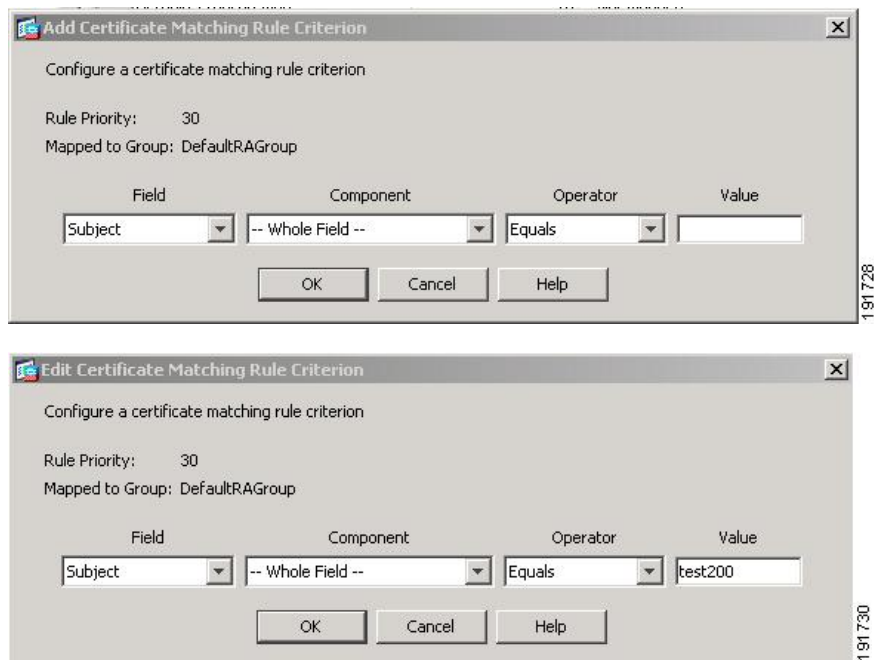 Add Certificate Matching Rule Criterion
Configure a certificate matching rule criterion
Rule Priority: 30
Mapped to Group: DefaultRAGroup
Field Component Operator Value
Subject -- Whole Field -- Equals
OK Cancel Help
191728
Edit Certificate Matching Rule Criterion
Configure a certificate matching rule criterion
Rule Priority: 30
Mapped to Group: DefaultRAGroup
Field Component Operator Value
Subject -- Whole Field -- Equals test200
OK Cancel Help
191730